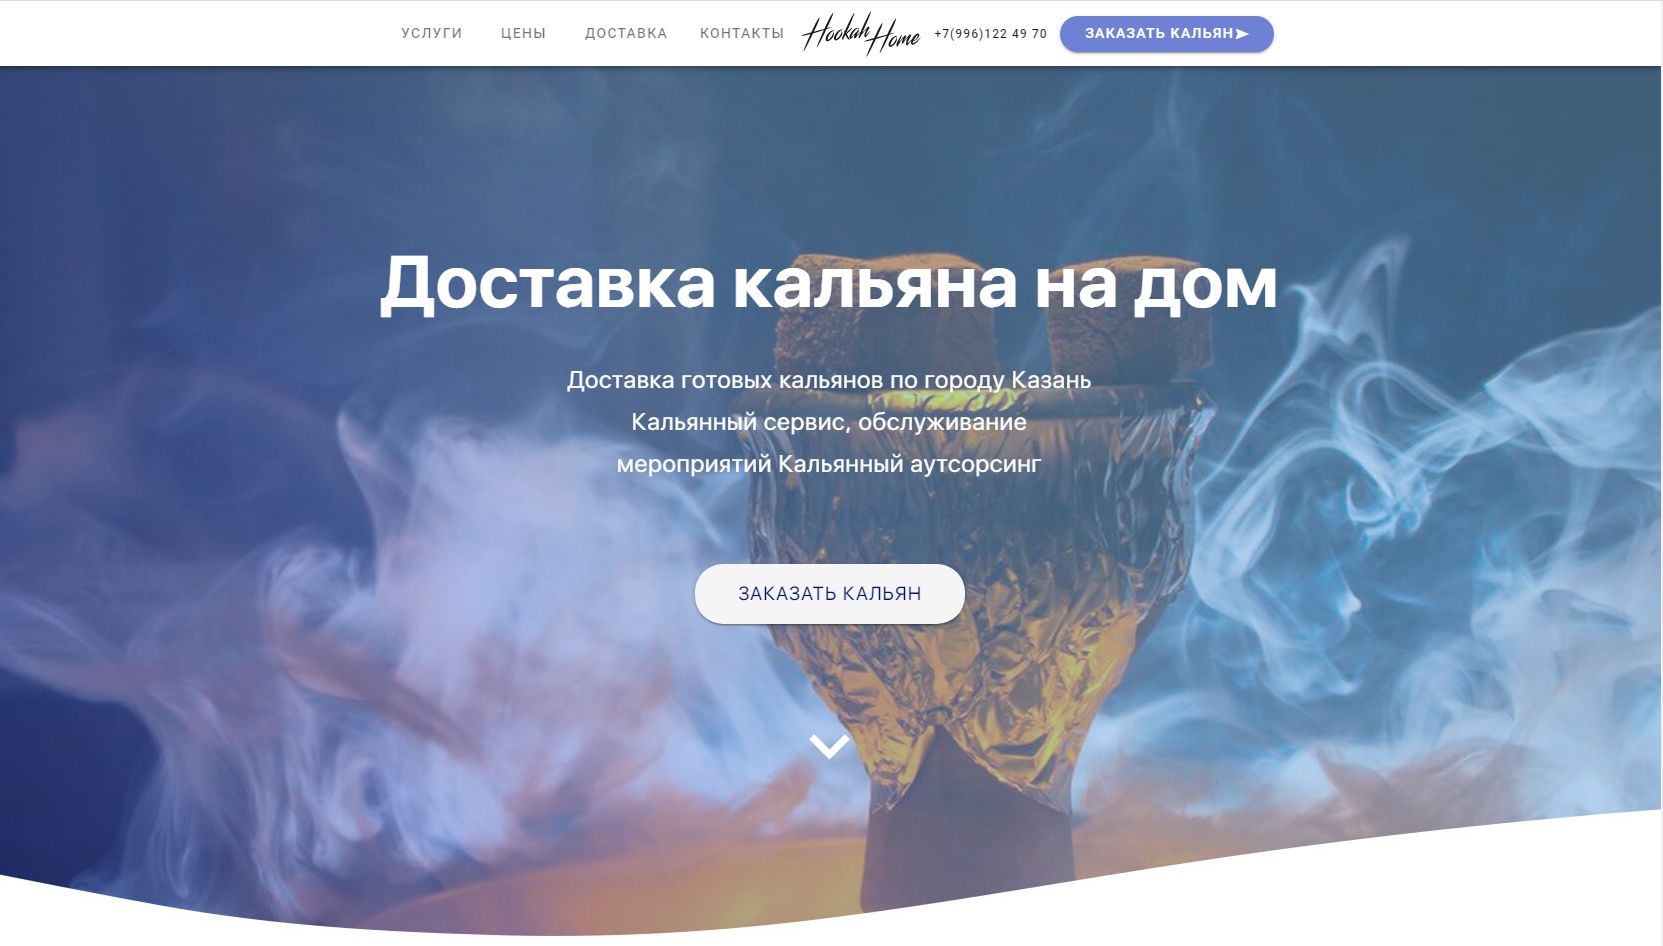 УСЛУГИ ЦЕНЫ ДОСТАВКА КОНТАКТЫ Hookah Home +7(996)122 49 70 ЗАКАЗАТЬ КАЛЬЯН
Доставка кальяна на дом
Доставка готовых кальянов по городу Казань
Кальянный сервис, обслуживание
мероприятий Кальянный аутсорсинг
ЗАКАЗАТЬ КАЛЬЯН